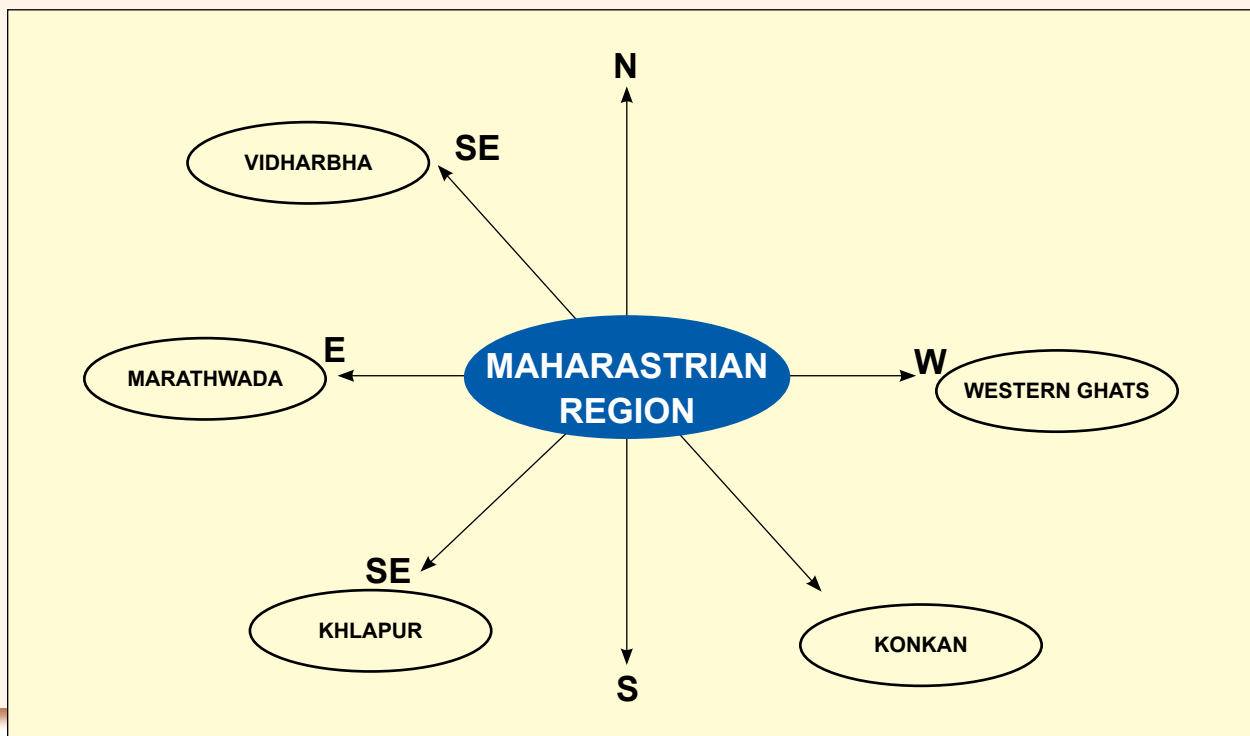 N
SE
VIDHARBHA
E
MARATHWADA
MAHARASTRIAN
REGION
W
WESTERN GHATS
SE
KHLAPUR
KONKAN
S